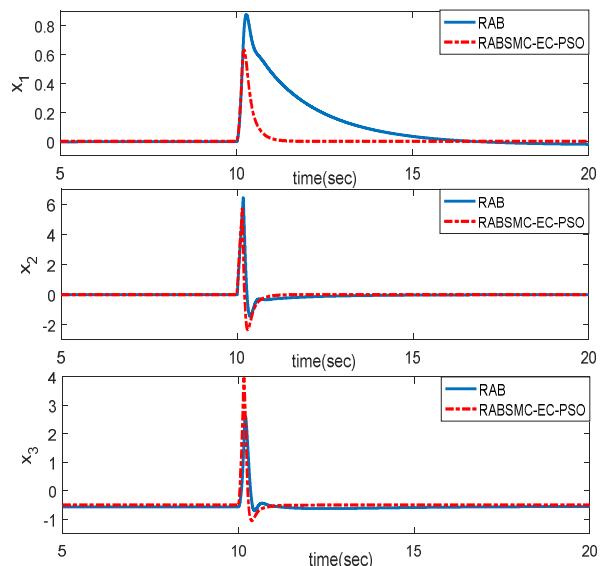 RAB
RABSMC-EC-PSO
0.8
0.6
0.4
0.2
0
x1
5
10
15
20
time(sec)
RAB
RABSMC-EC-PSO
6
4
2
0
-2
x2
5
10
15
20
time(sec)
RAB
RABSMC-EC-PSO
4
3
2
1
0
-1
x3
5
10
15
20
time(sec)